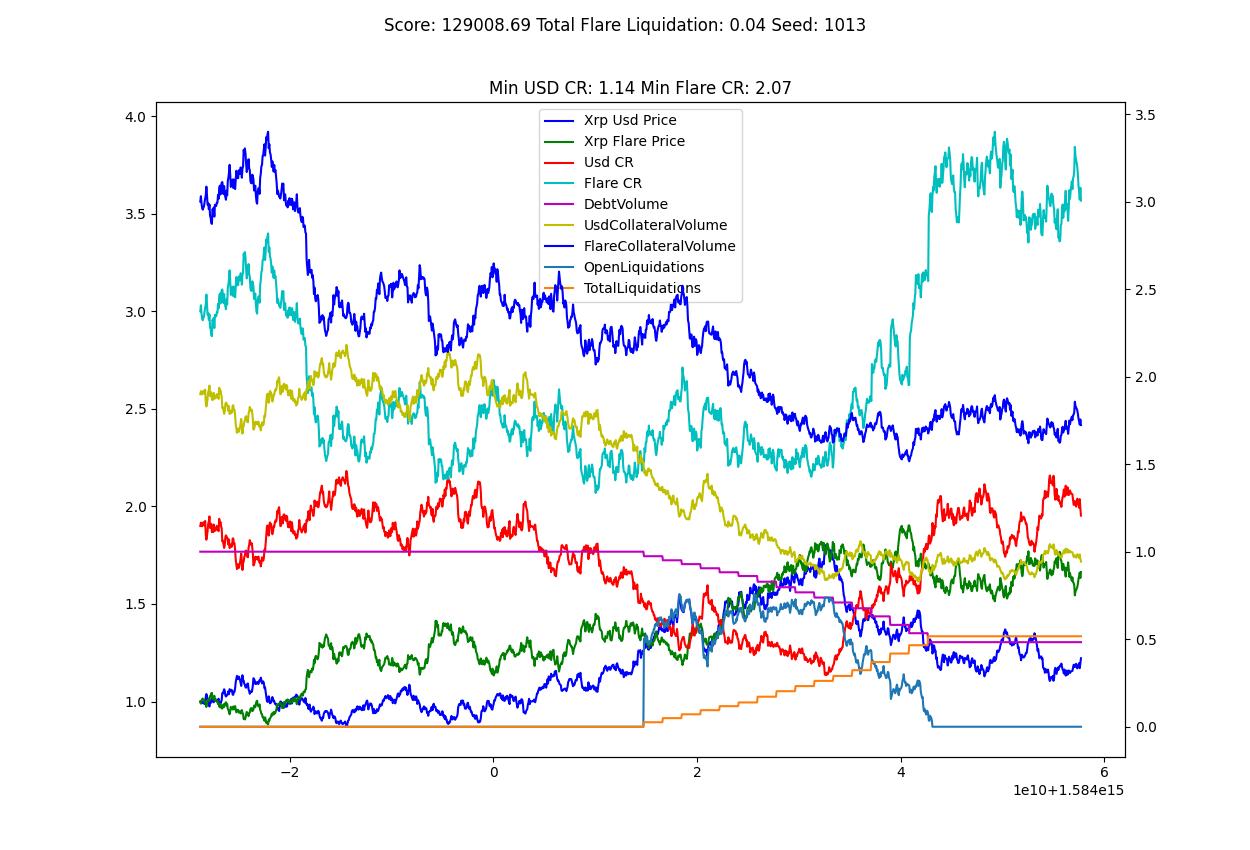 Score: 129008.69 Total Flare Liquidation: 0.04 Seed: 1013
Min USD CR: 1.14 Min Flare CR: 2.07
Xrp Usd Price
Xrp Flare Price
Usd CR
Flare CR
DebtVolume
UsdCollateralVolume
FlareCollateralVolume
OpenLiquidations
TotalLiquidations
4.0
3.5
3.0
2.5
2.0
1.5
1.0
3.5
3.0
2.5
2.0
1.5
1.0
0.5
0.0
−2 0 2 4 6
1e10+1.584e15